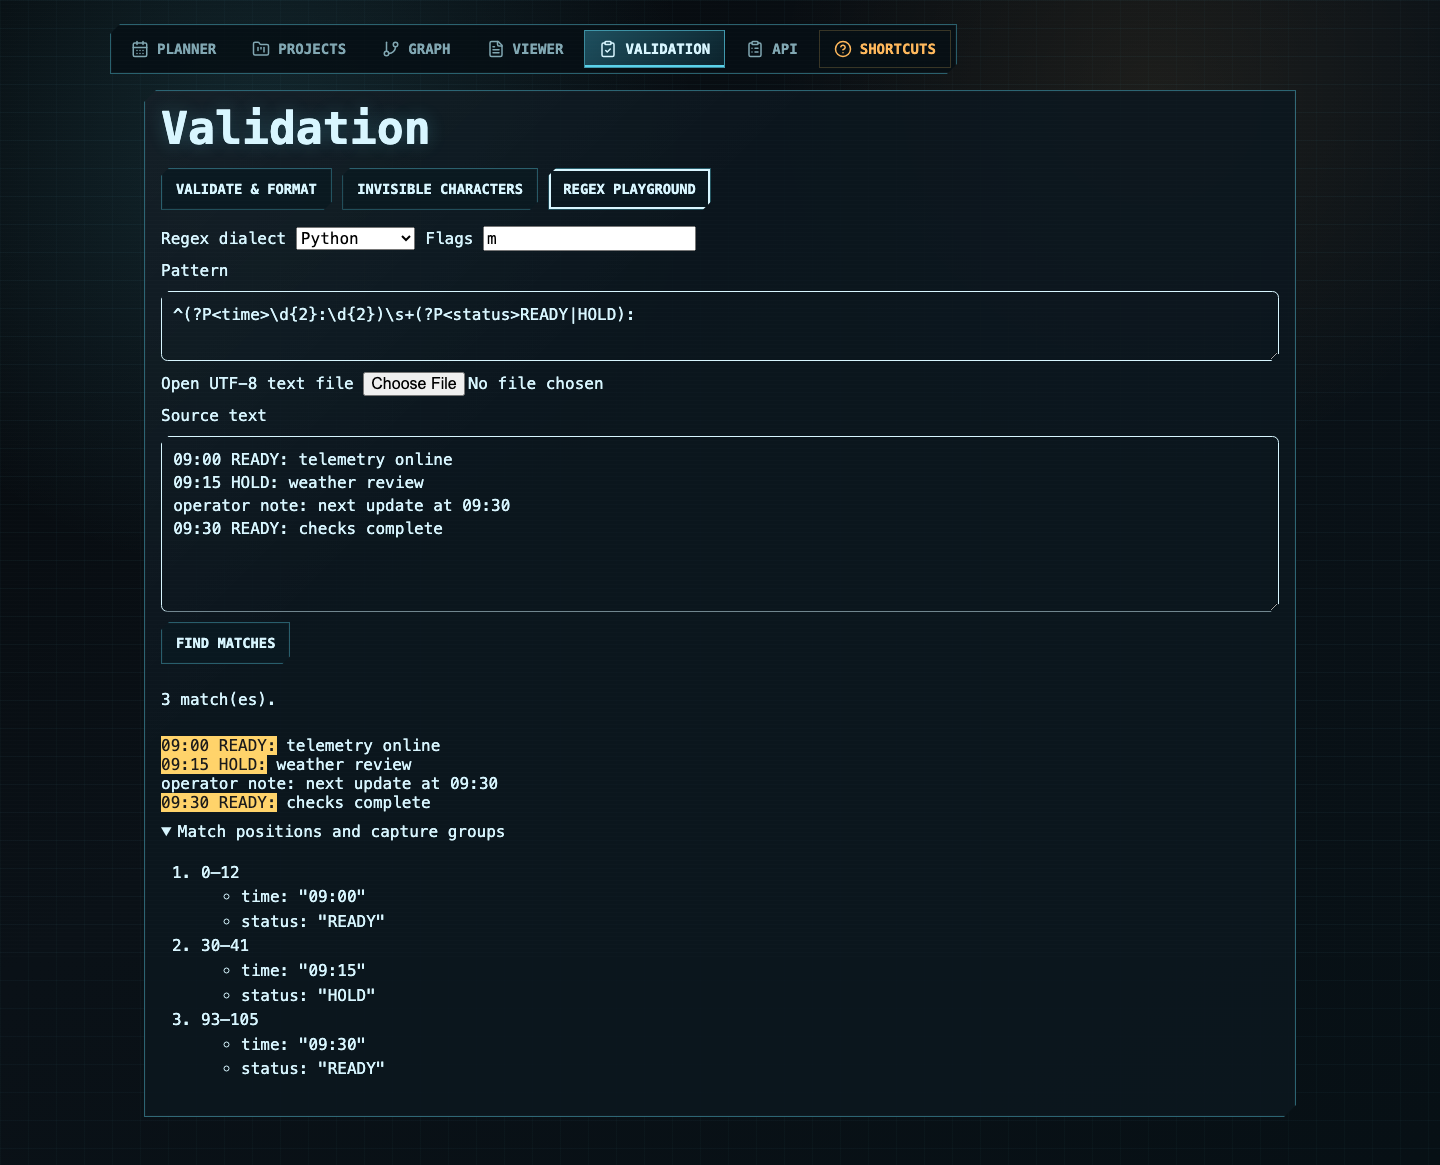 PLANNER PROJECTS GRAPH VIEWER VALIDATION API SHORTCUTS
Validation
VALIDATE & FORMAT INVISIBLE CHARACTERS REGEX PLAYGROUND
Regex dialect Python Flags m
Pattern
^(?P<time>\d{2}:\d{2})\s+(?P<status>READY|HOLD):
Open UTF-8 text file Choose File No file chosen
Source text
09:00 READY: telemetry online
09:15 HOLD: weather review
operator note: next update at 09:30
09:30 READY: checks complete
FIND MATCHES
3 match(es).
09:00 READY: telemetry online
09:15 HOLD: weather review
operator note: next update at 09:30
09:30 READY: checks complete
▼ Match positions and capture groups
1. 0–12
◦ time: "09:00"
◦ status: "READY"
2. 30–41
◦ time: "09:15"
◦ status: "HOLD"
3. 93–105
◦ time: "09:30"
◦ status: "READY"